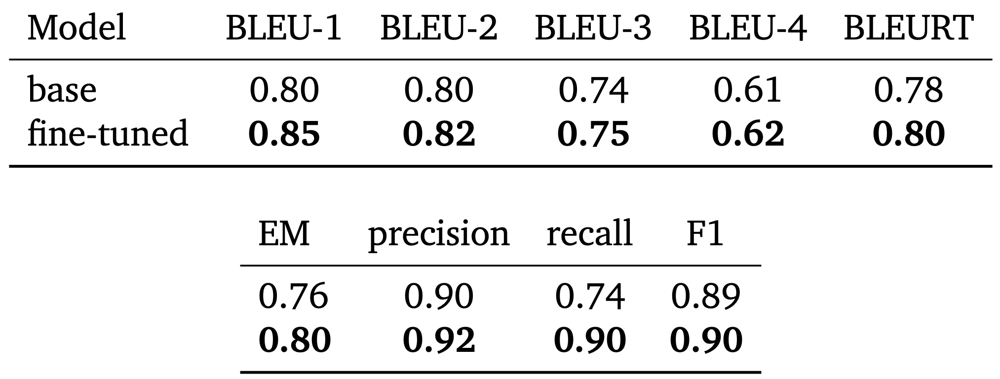 Model BLEU-1 BLEU-2 BLEU-3 BLEU-4 BLEURT
base 0.80 0.80 0.74 0.61 0.78
fine-tuned 0.85 0.82 0.75 0.62 0.80
EM precision recall F1
0.76 0.90 0.74 0.89
0.80 0.92 0.90 0.90